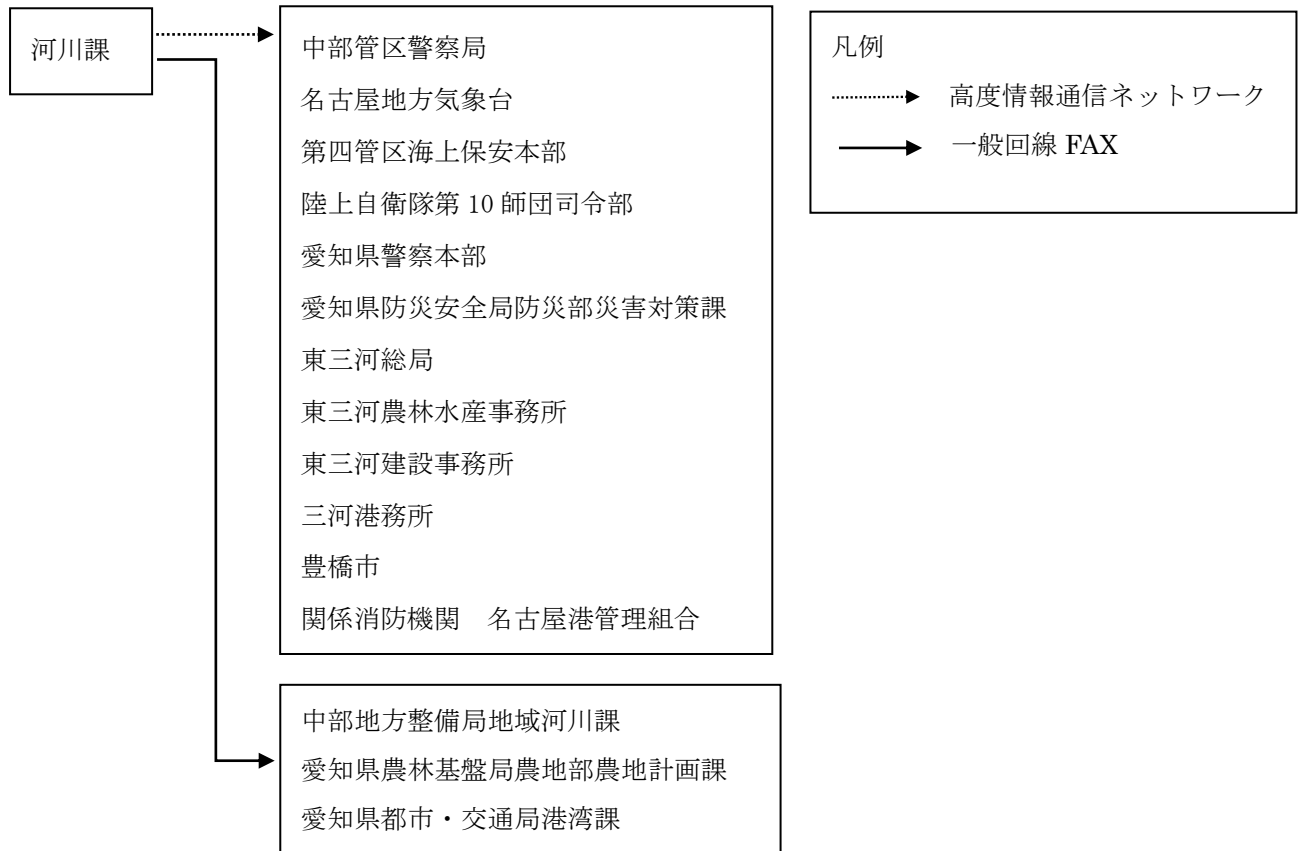 河川課
中部管区警察局
名古屋地方気象台
第四管区海上保安本部
陸上自衛隊第 10 師団司令部
愛知県警察本部
愛知県防災安全局防災部災害対策課
東三河総局
東三河農林水産事務所
東三河建設事務所
三河港務所
豊橋市
関係消防機関　名古屋港管理組合
中部地方整備局地域河川課
愛知県農林基盤局農地部農地計画課
愛知県都市・交通局港湾課
凡例
高度情報通信ネットワーク
一般回線 FAX